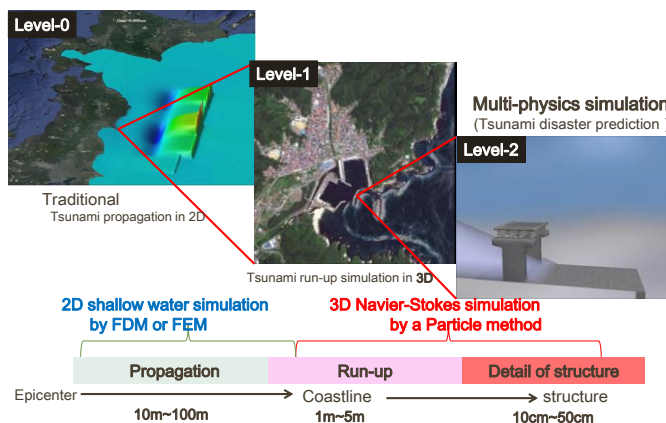 Level-0
Level-1
Multi-physics simulation
(Tsunami disaster prediction )
Level-2
Traditional
Tsunami propagation in 2D
Tsunami run-up simulation in 3D
2D shallow water simulation
by FDM or FEM
3D Navier-Stokes simulation
by a Particle method
Propagation
Run-up
Detail of structure
Epicenter
Coastline
structure
10m~100m
1m~5m
10cm~50cm